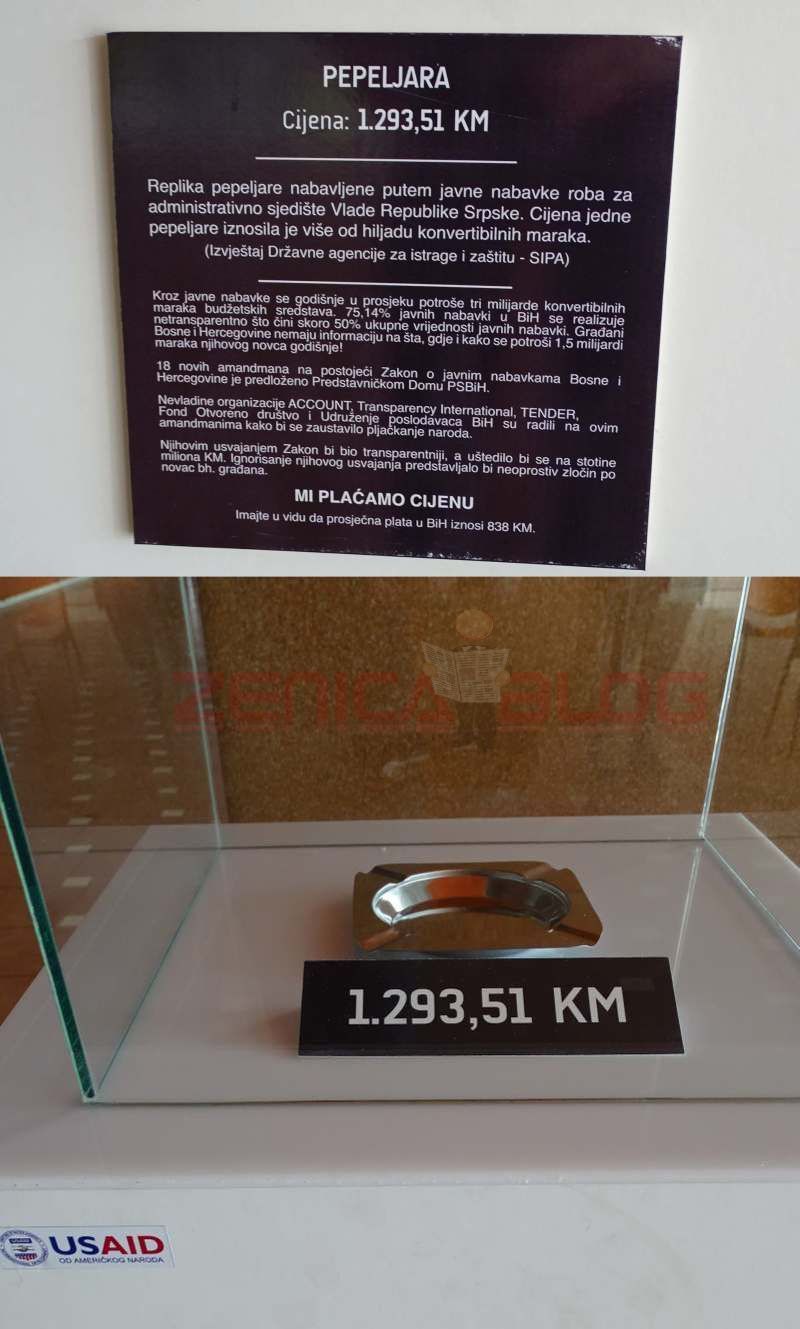 PEPELJARA
Cijena: 1.293,51 KM
Replika pepeljare nabavljene putem javne nabavke roba za
administrativno sjedište Vlade Republike Srpske. Cijena jedne
pepeljare iznosila je više od hiljadu konvertibilnih maraka.
(Izvještaj Državne agencije za istrage i zaštitu - SIPA)
Kroz javne nabavke se godišnje u prosjeku potroše tri milijarde konvertibilnih
maraka budžetskih sredstava. 75,14% javnih nabavki u BiH se realizuje
netransparentno što čini skoro 50% ukupne vrijednosti javnih nabavki. Građani
Bosne i Hercegovine nemaju informaciju na šta, gdje i kako se potroši 1,5 milijardi
maraka njihovog novca godišnje!
18 novih amandmana na postojeći Zakon o javnim nabavkama Bosne i
Hercegovine je predloženo Predstavničkom Domu PSBiH.
Nevladine organizacije ACCOUNT, Transparency International, TENDER,
Fond Otvoreno društvo i Udruženje poslodavaca BiH su radili na ovim
amandmanima kako bi se zaustavilo pljačkanje naroda.
Njihovim usvajanjem Zakon bi bio transparentniji, a uštedilo bi se na stotine
miliona KM. Ignorisanje njihovog usvajanja predstavljalo bi neoprostiv zločin po
novac bh. građana.
MI PLAĆAMO CIJENU
Imajte u vidu da prosječna plata u BiH iznosi 838 KM.
ZENICA BLOG
1.293,51 KM
USAID
OD AMERIČKOG NARODA